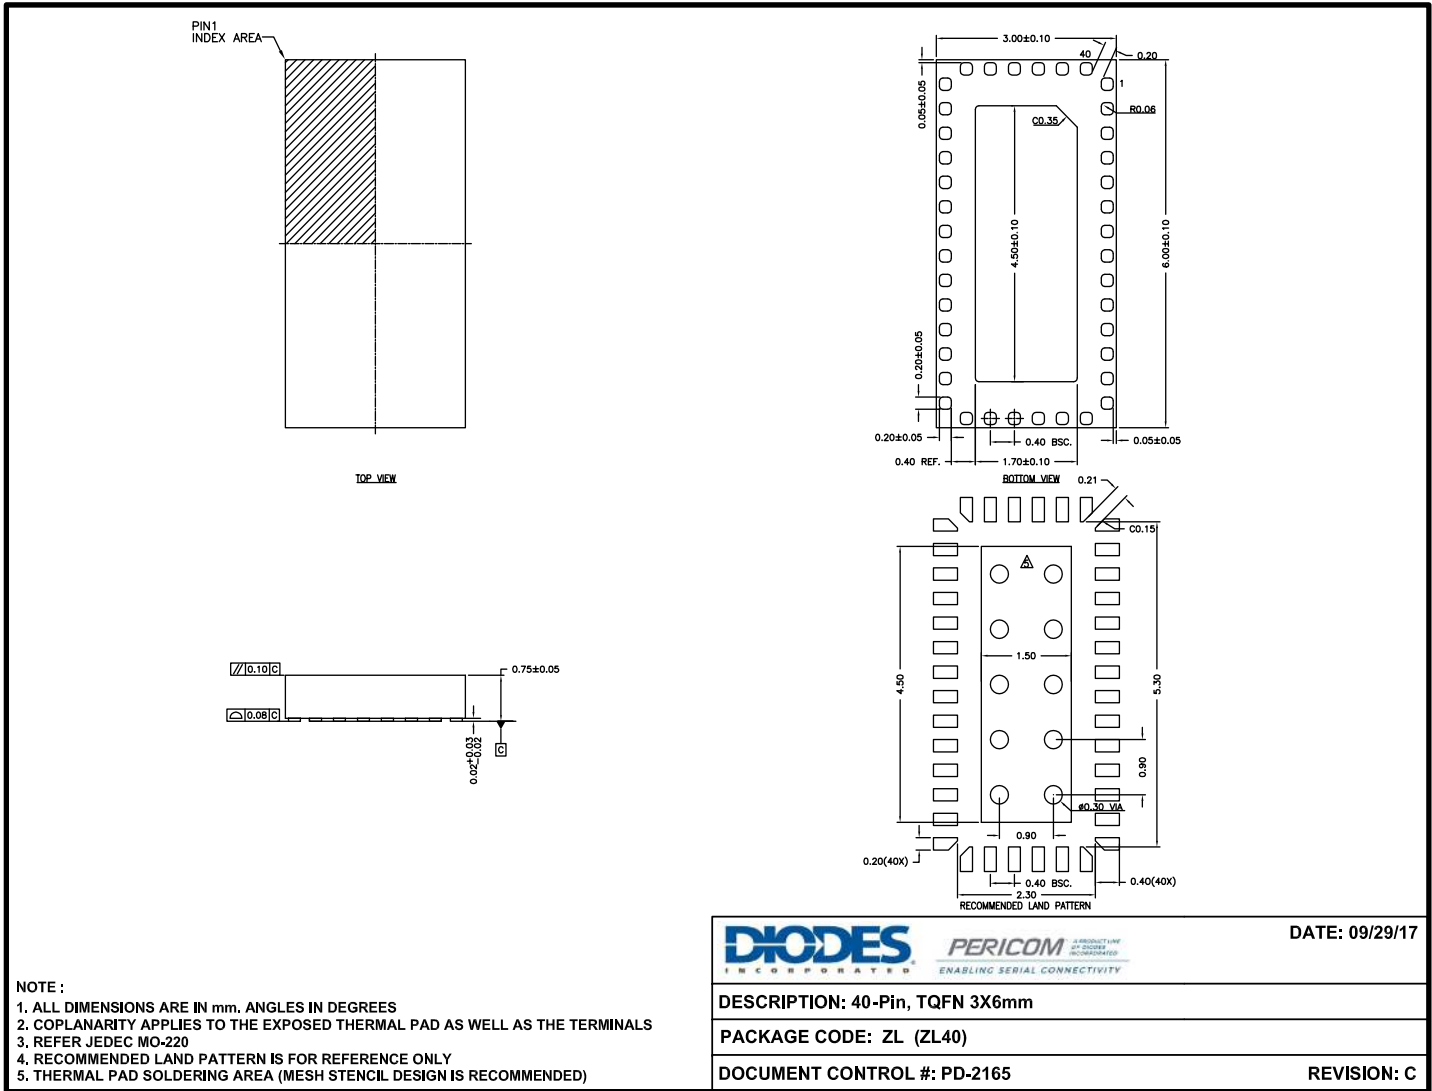 PIN1
INDEX AREA
TOP VIEW
3.00±0.10
40
0.20
1
0.05±0.05
R0.06
C0.35
4.50±0.10
6.00±0.10
0.20±0.05
0.20±0.05
0.40 BSC.
0.05±0.05
0.40 REF.
1.70±0.10
BOTTOM VIEW
0.21
C0.15
5
1.50
4.50
5.30
0.90
ø0.30 VIA
0.90
0.20(40X)
0.40 BSC.
0.40(40X)
2.30
RECOMMENDED LAND PATTERN
// 0.10 C
0.08 C
0.75±0.05
0.02+0.03
-0.02
C
NOTE :
1. ALL DIMENSIONS ARE IN mm. ANGLES IN DEGREES
2. COPLANARITY APPLIES TO THE EXPOSED THERMAL PAD AS WELL AS THE TERMINALS
3. REFER JEDEC MO-220
4. RECOMMENDED LAND PATTERN IS FOR REFERENCE ONLY
5. THERMAL PAD SOLDERING AREA (MESH STENCIL DESIGN IS RECOMMENDED)
DIODES
INCORPORATED
PERICOM
A PRODUCT LINE
OF DIODES
INCORPORATED
ENABLING SERIAL CONNECTIVITY
DATE: 09/29/17
DESCRIPTION: 40-Pin, TQFN 3X6mm
PACKAGE CODE: ZL (ZL40)
DOCUMENT CONTROL #: PD-2165
REVISION: C